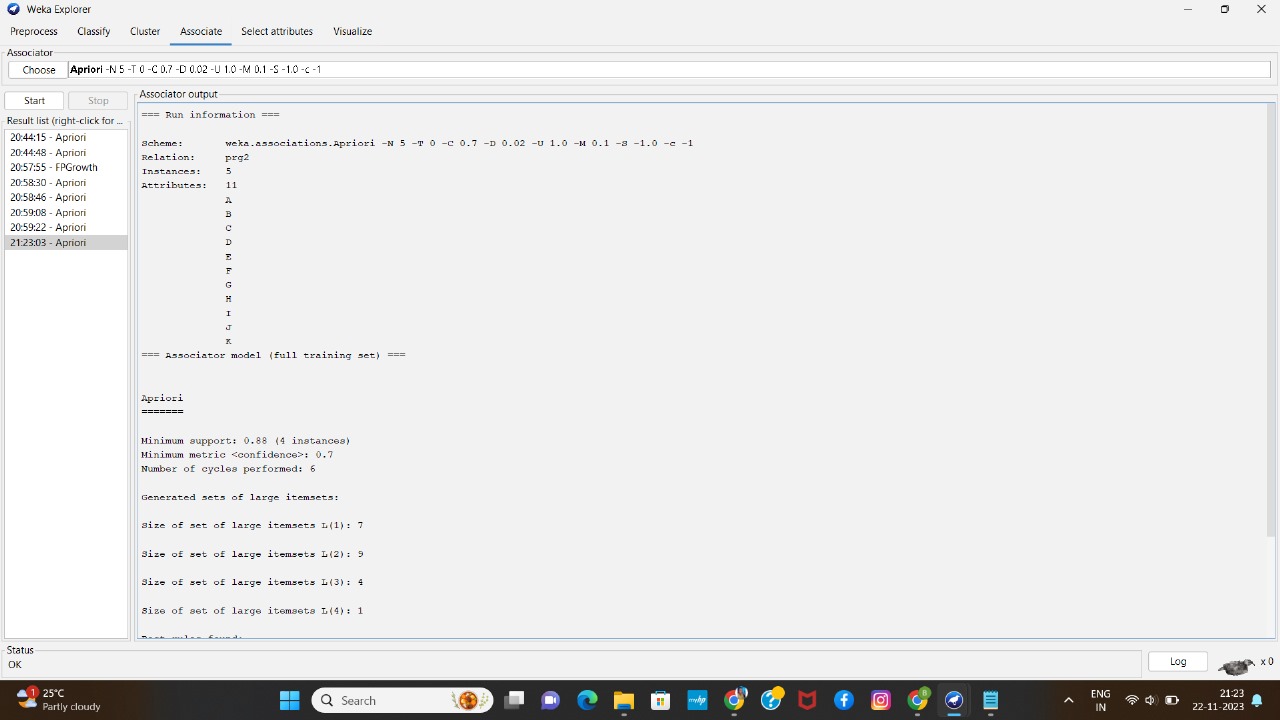 Weka Explorer
Preprocess Classify Cluster Associate Select attributes Visualize
Associator
Choose Apriori -N 5 -T 0 -C 0.7 -D 0.02 -U 1.0 -M 0.1 -S -1.0 -c -1
Start Stop
Result list (right-click for ...
20:44:15 - Apriori
20:44:48 - Apriori
20:57:55 - FPGrowth
20:58:30 - Apriori
20:58:46 - Apriori
20:59:08 - Apriori
20:59:22 - Apriori
21:23:03 - Apriori
Associator output
=== Run information ===
Scheme: weka.associations.Apriori -N 5 -T 0 -C 0.7 -D 0.02 -U 1.0 -M 0.1 -S -1.0 -c -1
Relation: prg2
Instances: 5
Attributes: 11
A
B
C
D
E
F
G
H
I
J
K
=== Associator model (full training set) ===
Apriori
=======
Minimum support: 0.88 (4 instances)
Minimum metric <confidence>: 0.7
Number of cycles performed: 6
Generated sets of large itemsets:
Size of set of large itemsets L(1): 7
Size of set of large itemsets L(2): 9
Size of set of large itemsets L(3): 4
Size of set of large itemsets L(4): 1
Best rules found:
Status
OK
Log x 0
1 25°C
Partly cloudy
Search
8
ENG
IN
21:23
22-11-2023